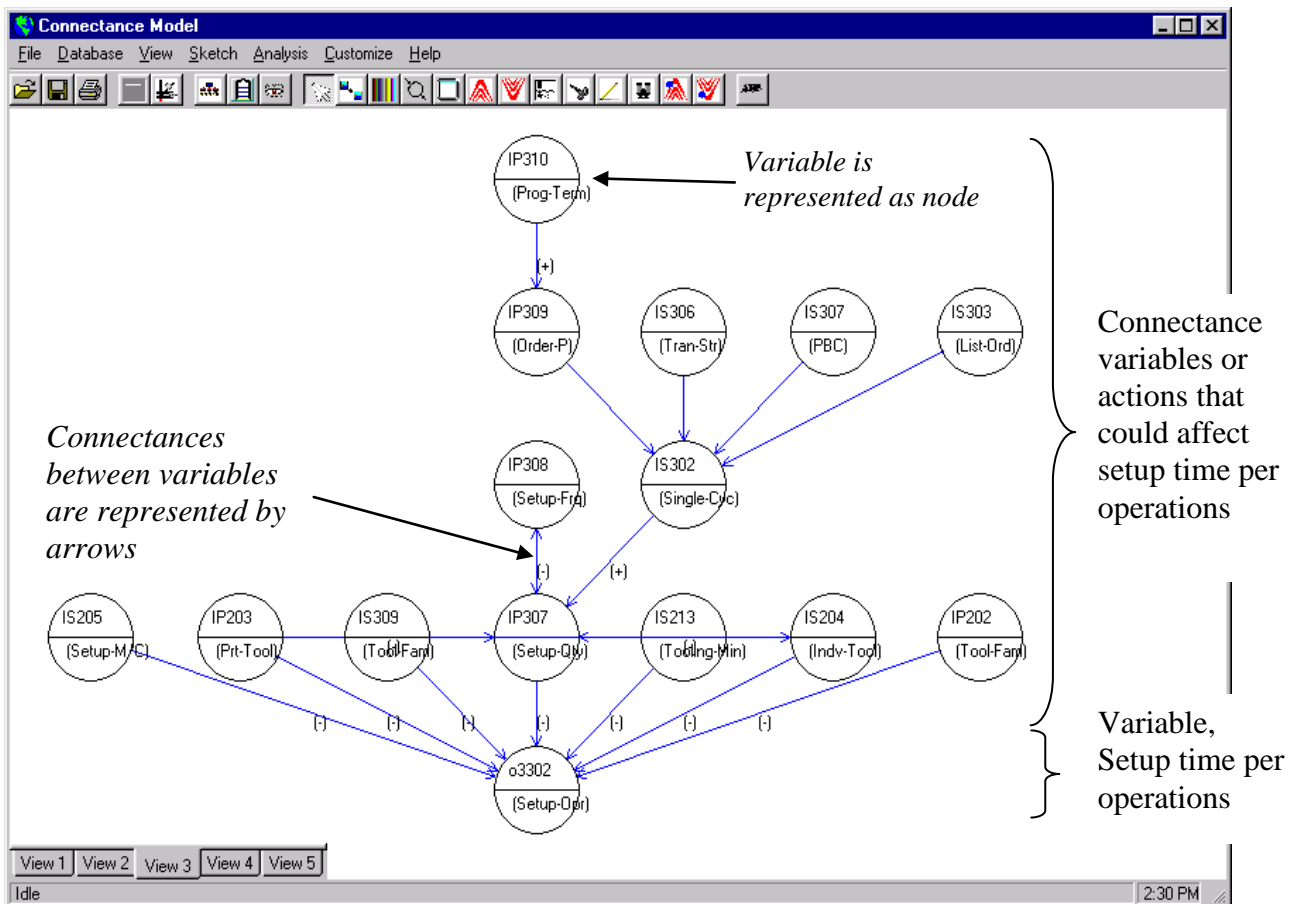 Connectance Model
File Database View Sketch Analysis Customize Help
IP310
(Prog-Term)
Variable is
represented as node
(+)
IP309
(Order-P)
IS306
(Tran-Str)
IS307
(PBC)
IS303
(List-Ord)
Connectance
variables or
actions that
could affect
setup time per
operations
Connectances
between variables
are represented by
arrows
IP308
(Setup-Frq)
IS302
(Single-Cyc)
(-)
(+)
IS205
(Setup-M/C)
IP203
(Prt-Tool)
IS309
(Tool-Fam)
(-)
IP307
(Setup-Qty)
IS213
(Toolng-Min)
(-)
IS204
(Indv-Tool)
IP202
(Tool-Fam)
(-) (-) (-) (-) (-) (-) (-)
o3302
(Setup-Opr)
Variable,
Setup time per
operations
View 1 View 2 View 3 View 4 View 5
Idle 2:30 PM